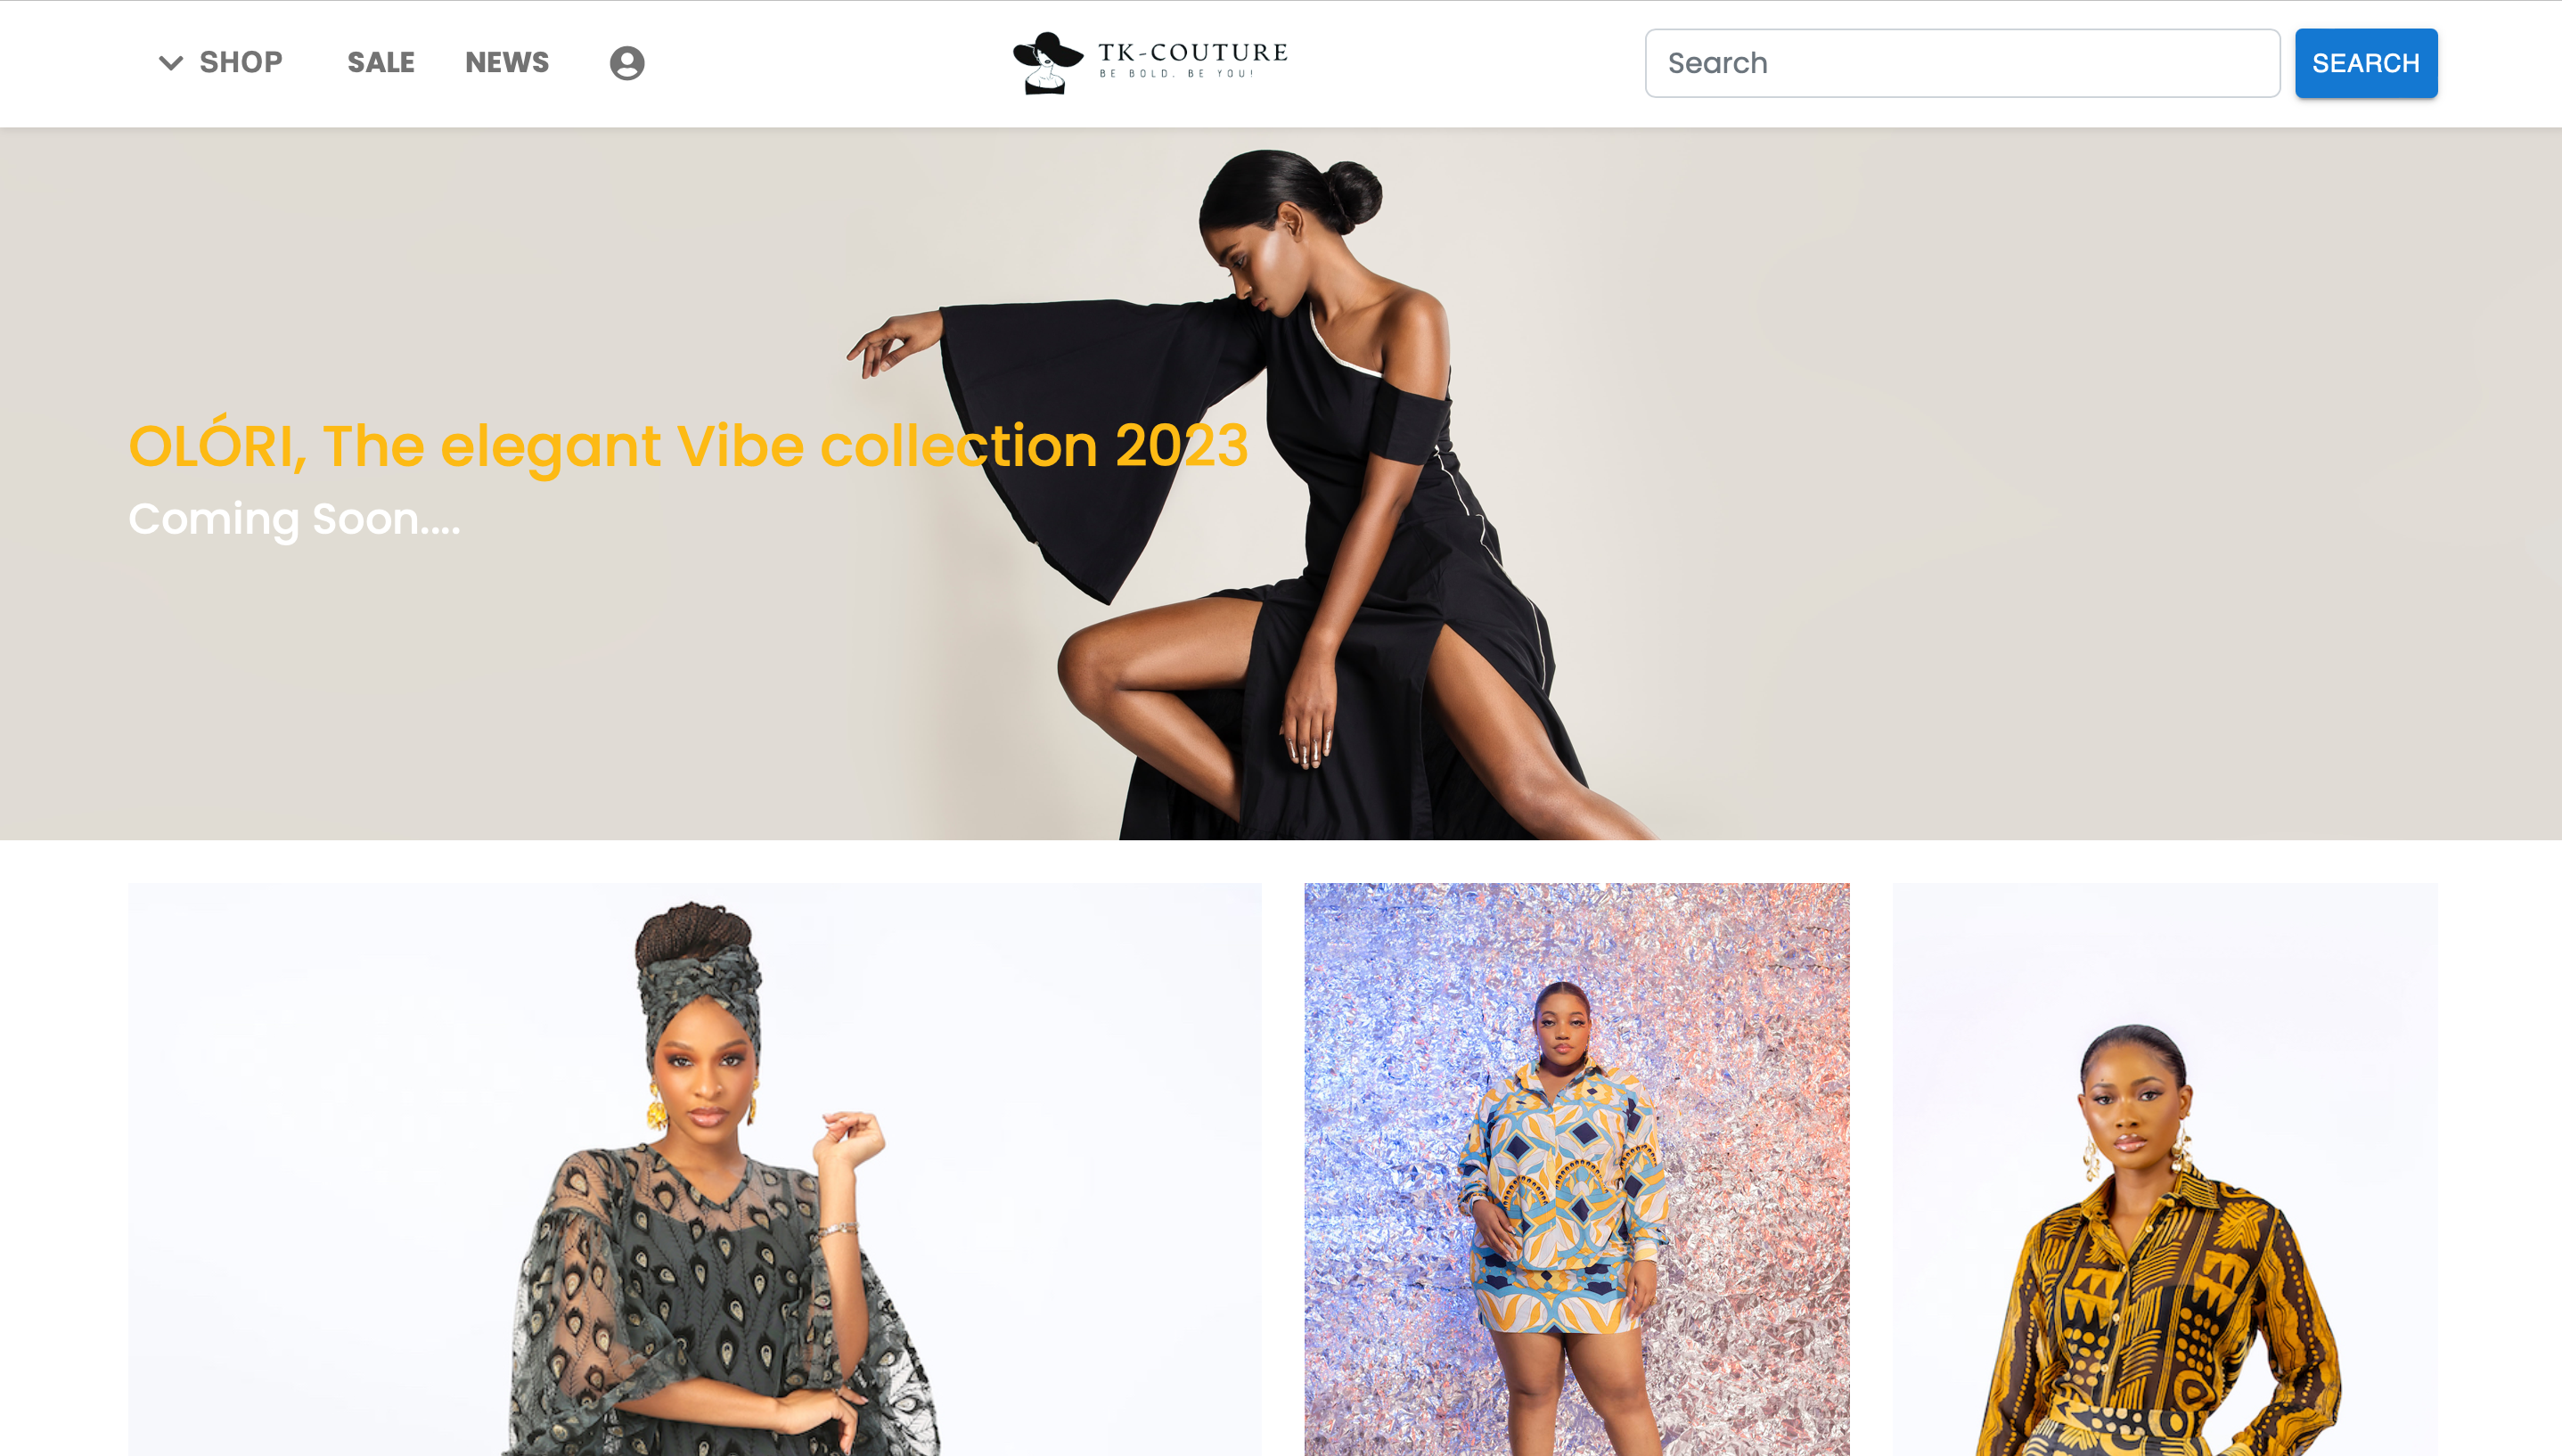 SHOP
SALE
NEWS
TK-COUTURE
BE BOLD. BE YOU!
Search
SEARCH
OLÓRI, The elegant Vibe collection 2023
Coming Soon....